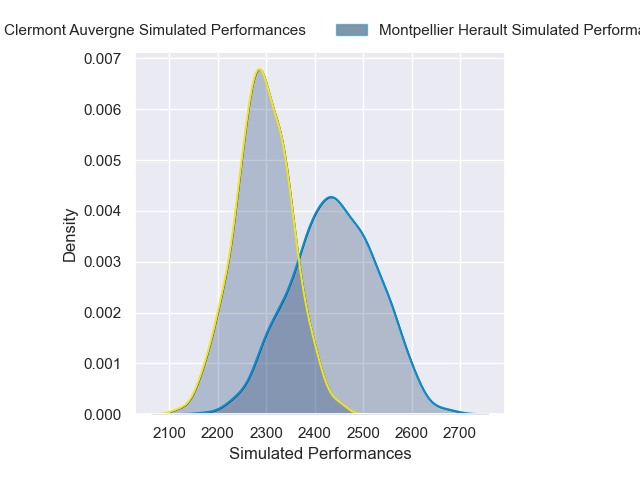 Clermont Auvergne Simulated Performances
Montpellier Herault Simulated
0.007
0.006
0.005
0.004
0.003
0.002
0.001
0.000
Density
2100 2200 2300 2400 2500 2600 2700
Simulated Performances